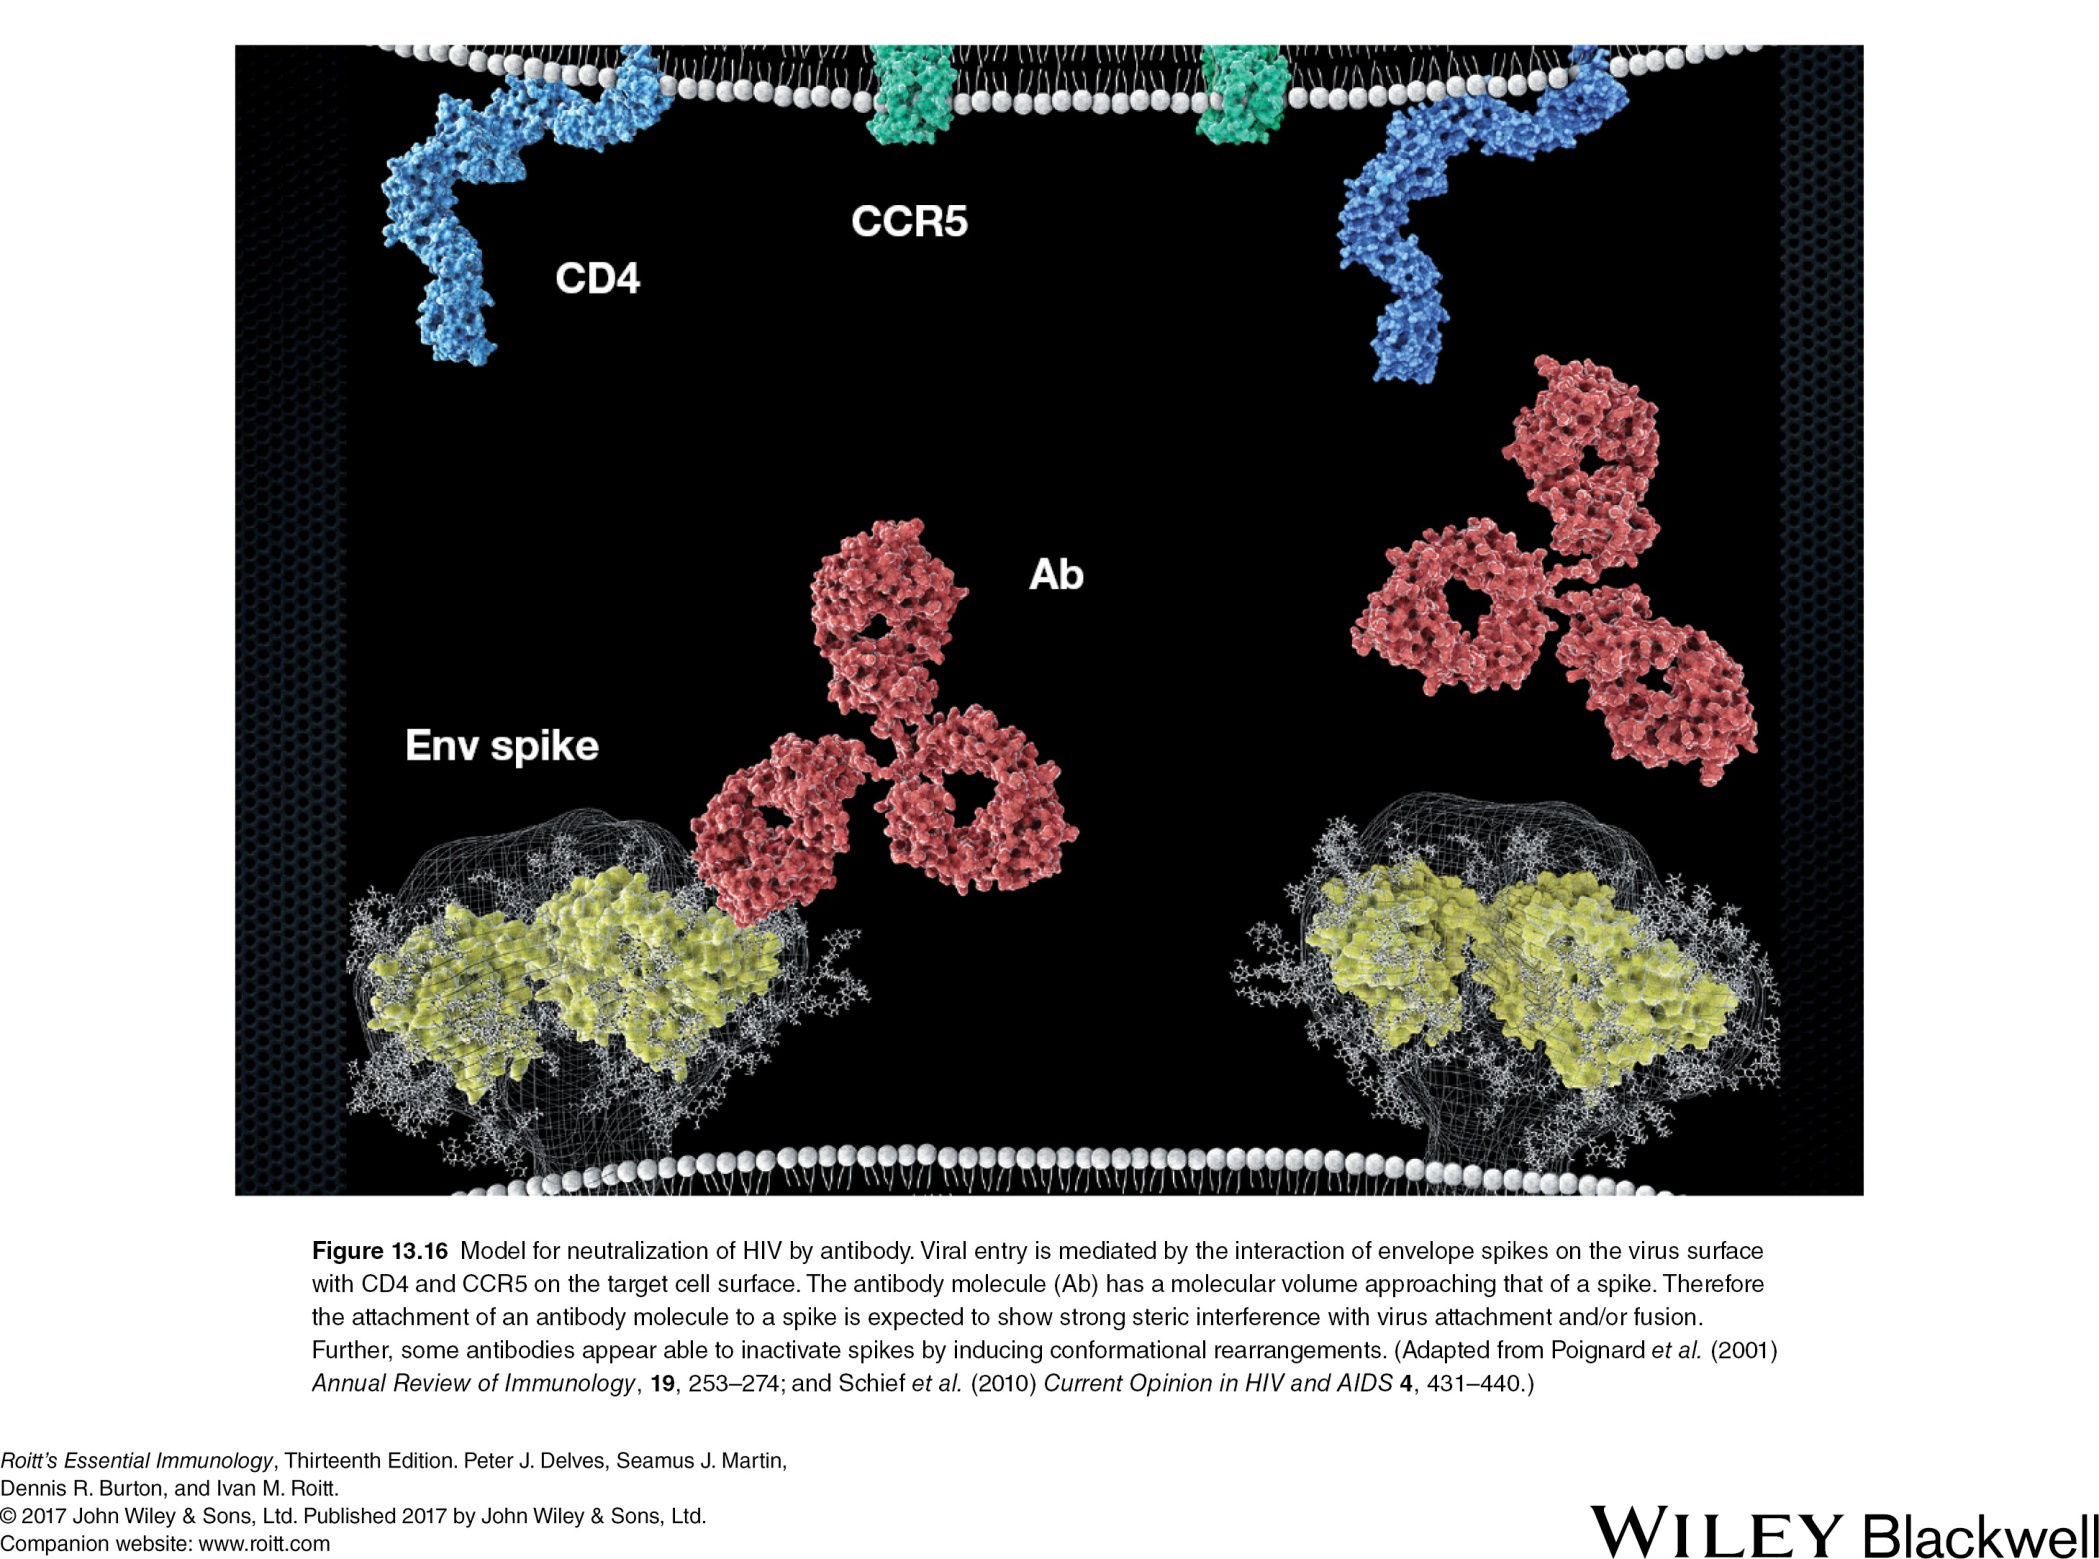 CCR5
CD4
Ab
Env spike
Figure 13.16 Model for neutralization of HIV by antibody. Viral entry is mediated by the interaction of envelope spikes on the virus surface
with CD4 and CCR5 on the target cell surface. The antibody molecule (Ab) has a molecular volume approaching that of a spike. Therefore
the attachment of an antibody molecule to a spike is expected to show strong steric interference with virus attachment and/or fusion.
Further, some antibodies appear able to inactivate spikes by inducing conformational rearrangements. (Adapted from Poignard et al. (2001)
Annual Review of Immunology, 19, 253–274; and Schief et al. (2010) Current Opinion in HIV and AIDS 4, 431–440.)
Roitt's Essential Immunology, Thirteenth Edition. Peter J. Delves, Seamus J. Martin,
Dennis R. Burton, and Ivan M. Roitt.
© 2017 John Wiley & Sons, Ltd. Published 2017 by John Wiley & Sons, Ltd.
Companion website: www.roitt.com
WILEY Blackwell